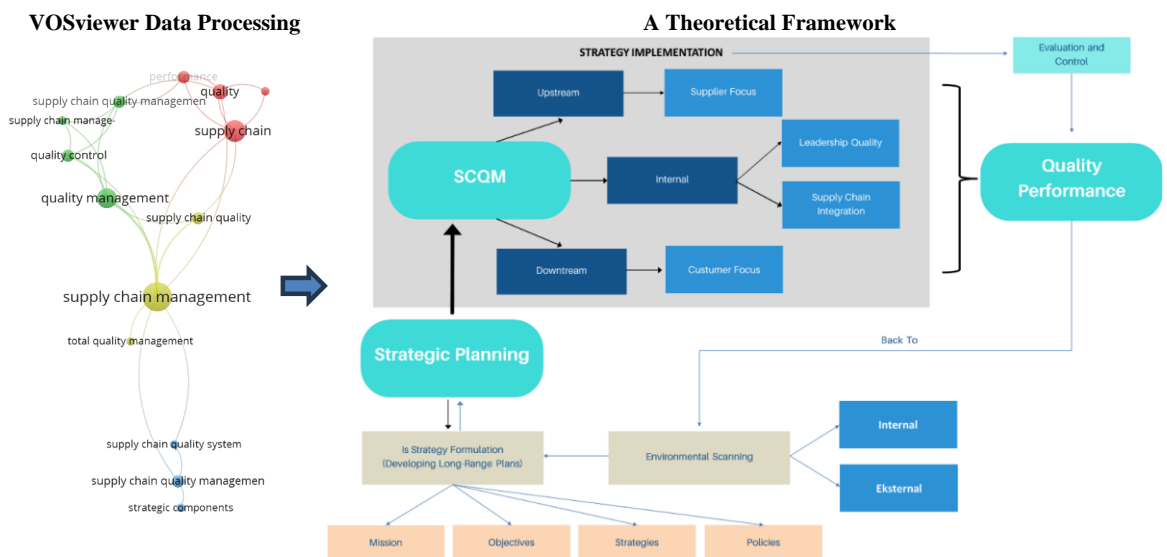 VOSviewer Data Processing
performance
supply chain quality managemen
quality
supply chain manage-
supply chain
quality control
quality management
supply chain quality
supply chain management
total quality management
supply chain quality system
supply chain quality managemen
strategic components
A Theoretical Framework
STRATEGY IMPLEMENTATION
Evaluation and
Control
Upstream
Supplier Focus
SCQM
Internal
Leadership Quality
Supply Chain
Integration
Downtream
Custumer Focus
Quality
Performance
Strategic Planning
Back To
Is Strategy Formulation
(Developing Long-Range Plans)
Environmental Scanning
Internal
Eksternal
Mission
Objectives
Strategies
Policies